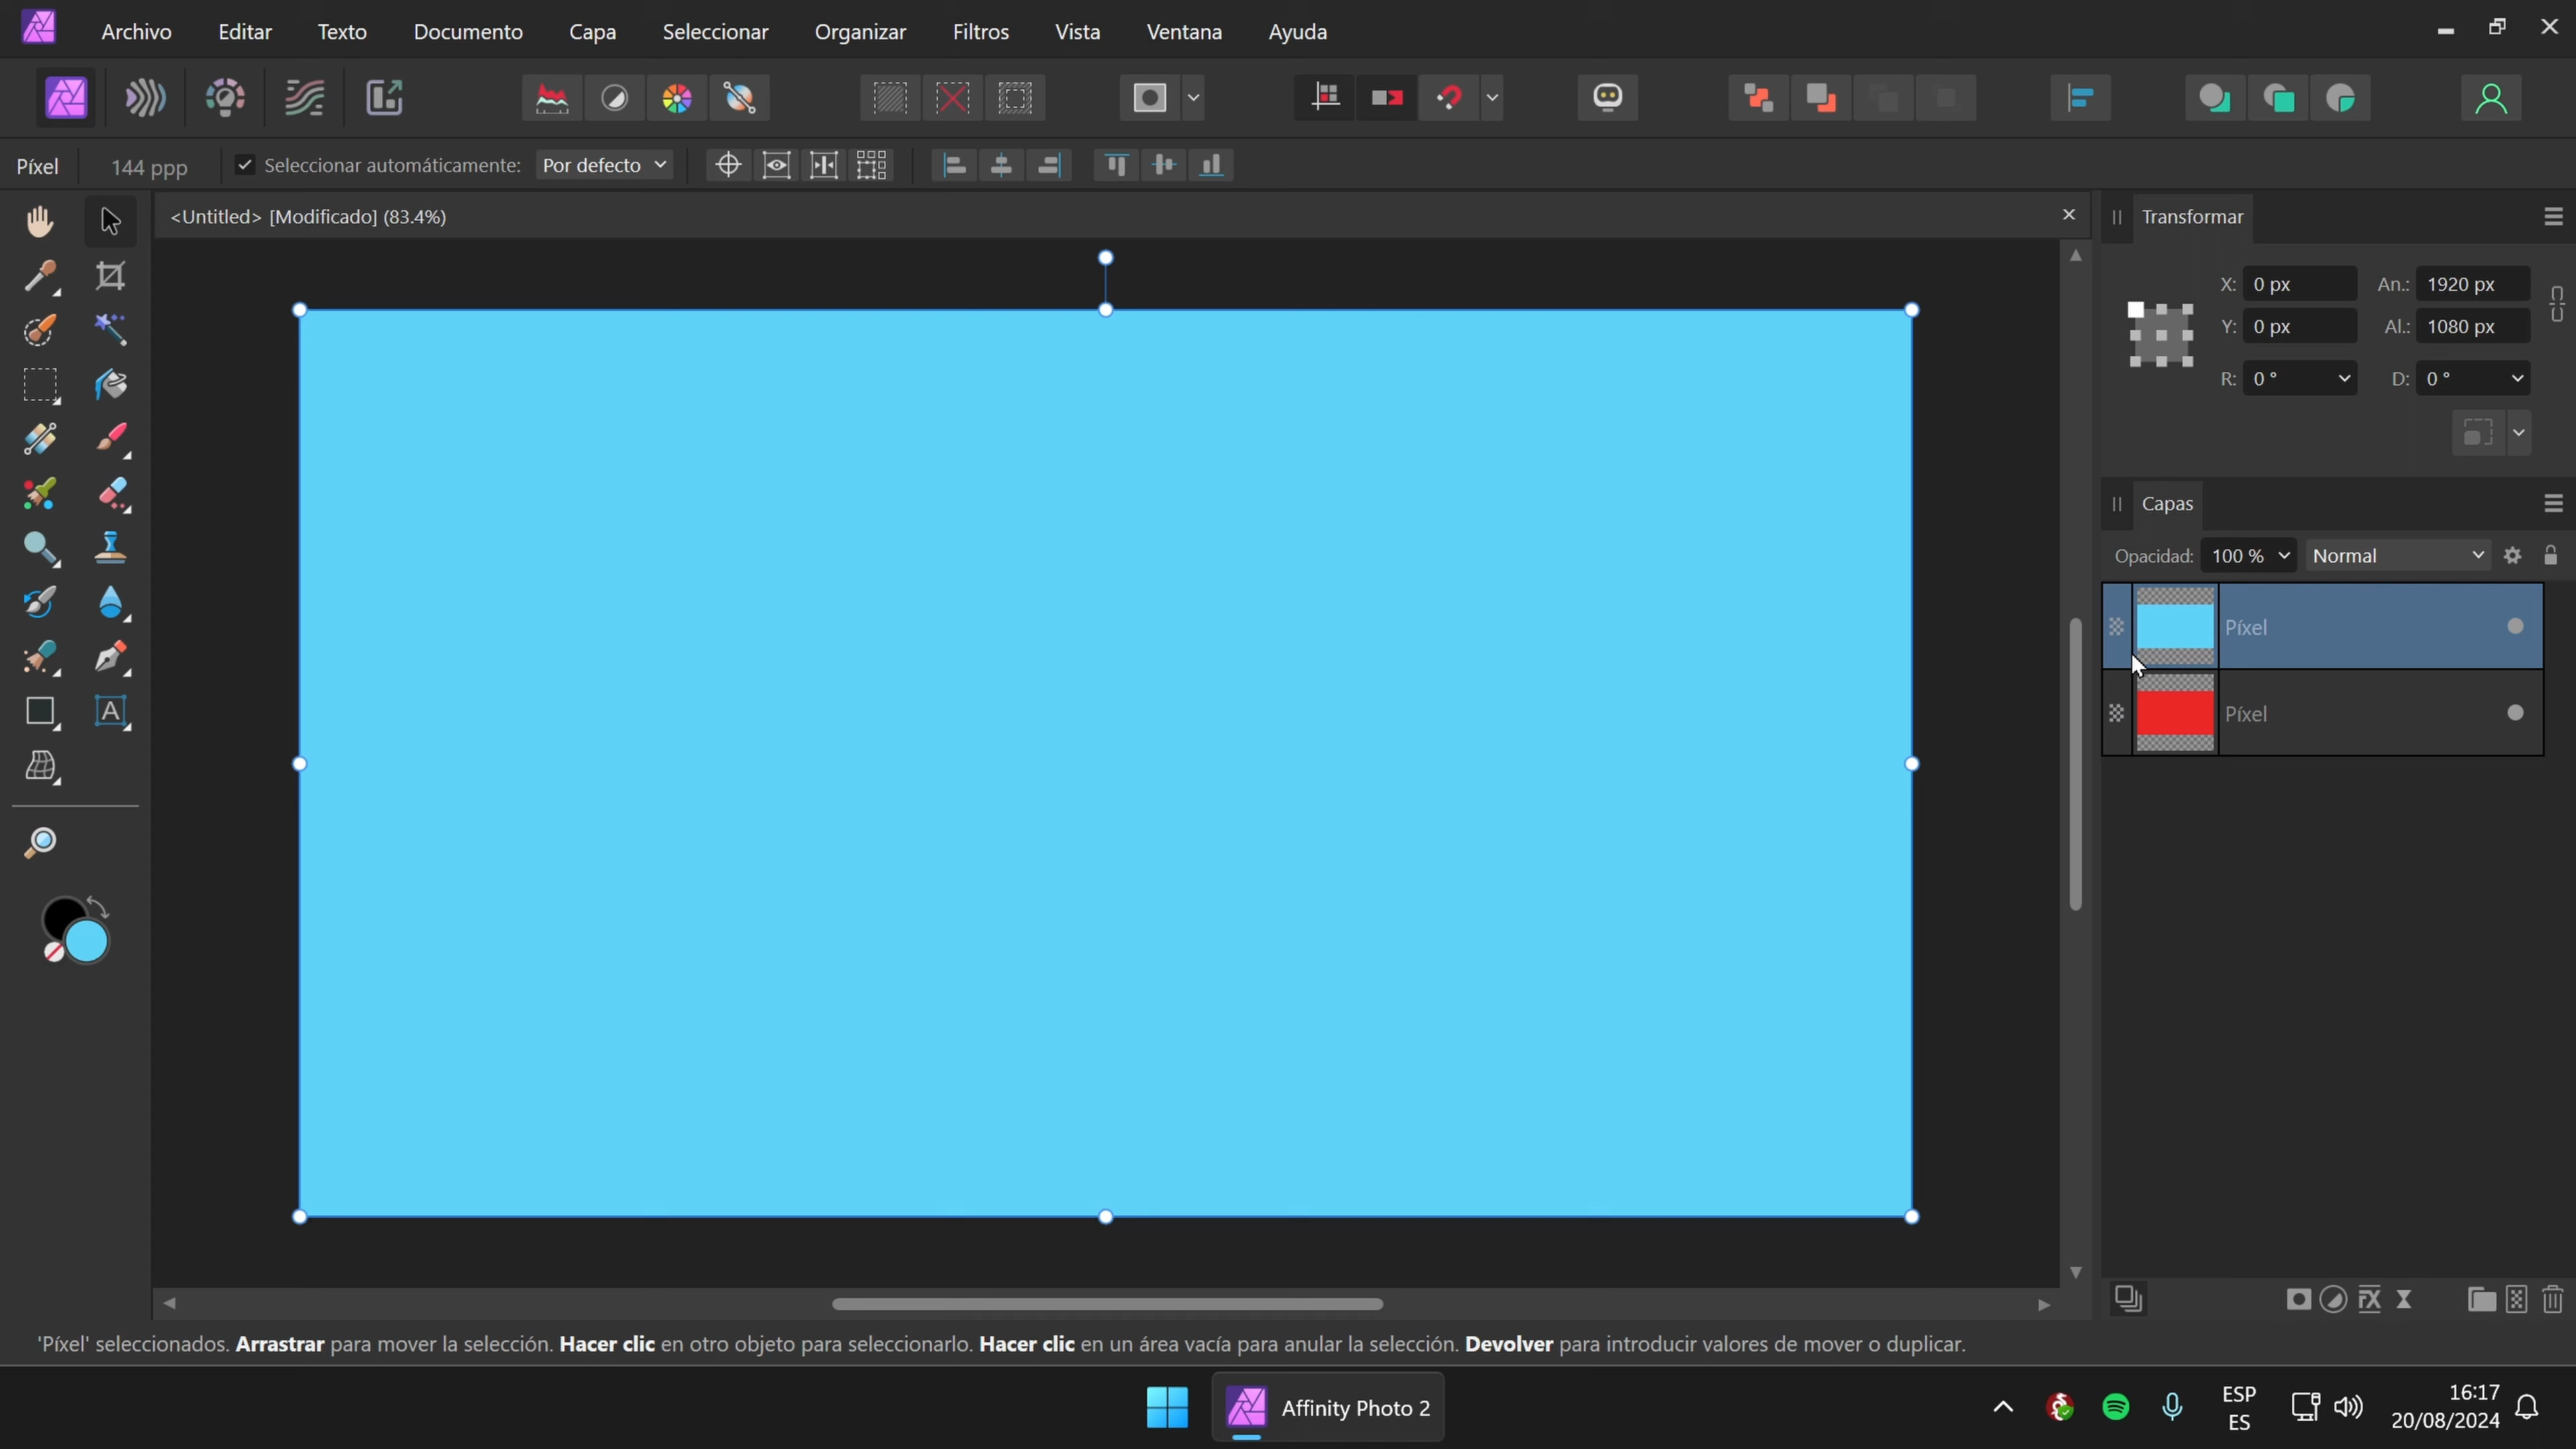 Archivo Editar Texto Documento Capa Seleccionar Organizar Filtros Vista Ventana Ayuda
Píxel 144 ppp Seleccionar automáticamente: Por defecto
<Untitled> [Modificado] (83.4%)
Transformar
X: 0 px An.: 1920 px
Y: 0 px Al.: 1080 px
R: 0 ° D: 0 °
Capas
Opacidad: 100 % Normal
Píxel
Píxel
'Píxel' seleccionados. Arrastrar para mover la selección. Hacer clic en otro objeto para seleccionarlo. Hacer clic en un área vacía para anular la selección. Devolver para introducir valores de mover o duplicar.
Affinity Photo 2
ESP
ES
16:17
20/08/2024